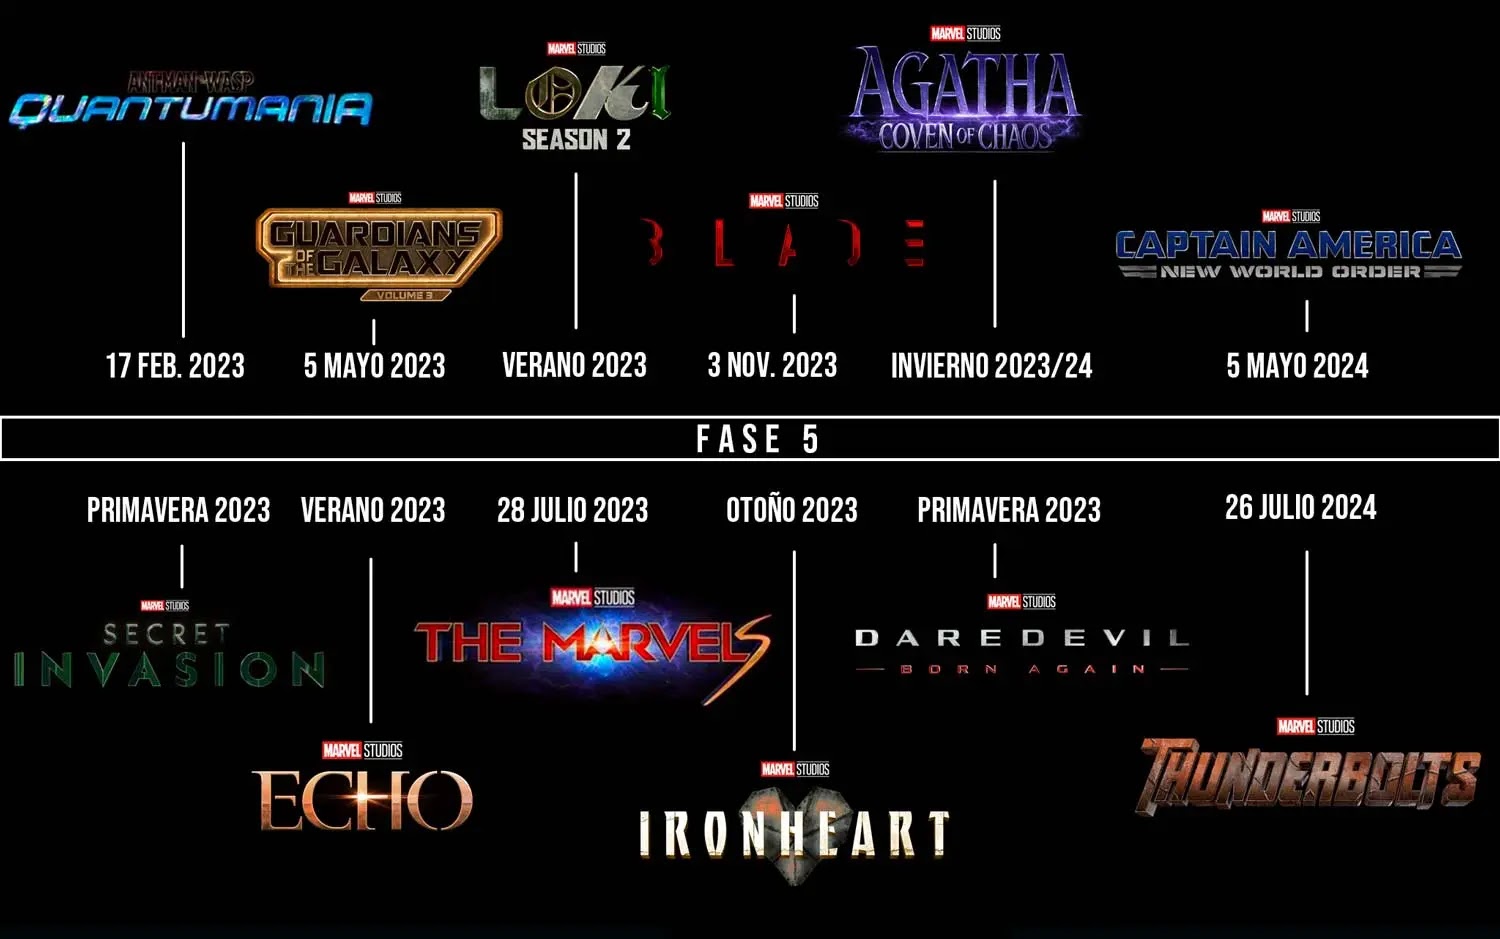 ANT-MAN AND THE WASP
QUANTUMANIA
17 FEB. 2023
MARVEL STUDIOS
GUARDIANS
OF THE GALAXY
VOLUME 3
5 MAYO 2023
MARVEL STUDIOS
LOKI
SEASON 2
VERANO 2023
MARVEL STUDIOS
BLADE
3 NOV. 2023
MARVEL STUDIOS
AGATHA
COVEN OF CHAOS
INVIERNO 2023/24
MARVEL STUDIOS
CAPTAIN AMERICA
NEW WORLD ORDER
5 MAYO 2024
FASE 5
PRIMAVERA 2023
MARVEL STUDIOS
SECRET
INVASION
VERANO 2023
MARVEL STUDIOS
ECHO
28 JULIO 2023
MARVEL STUDIOS
THE MARVELS
OTOÑO 2023
MARVEL STUDIOS
IRONHEART
PRIMAVERA 2023
MARVEL STUDIOS
DAREDEVIL
BORN AGAIN
26 JULIO 2024
MARVEL STUDIOS
THUNDERBOLTS